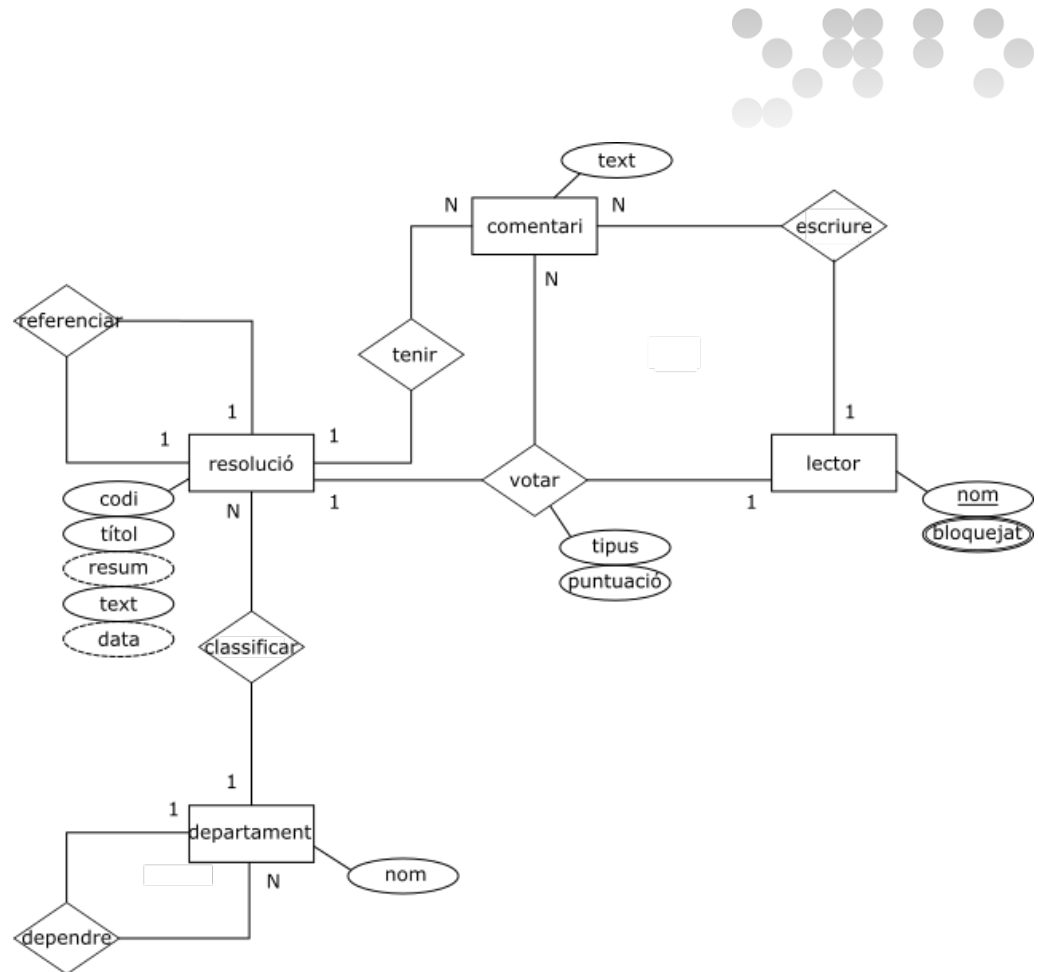 text
N
comentari
N
escriure
N
referenciar
tenir
1
1
1
1
resolució
lector
codi
N
1
votar
1
nom
títol
bloquejat
resum
tipus
text
puntuació
data
classificar
1
1
departament
N
nom
dependre